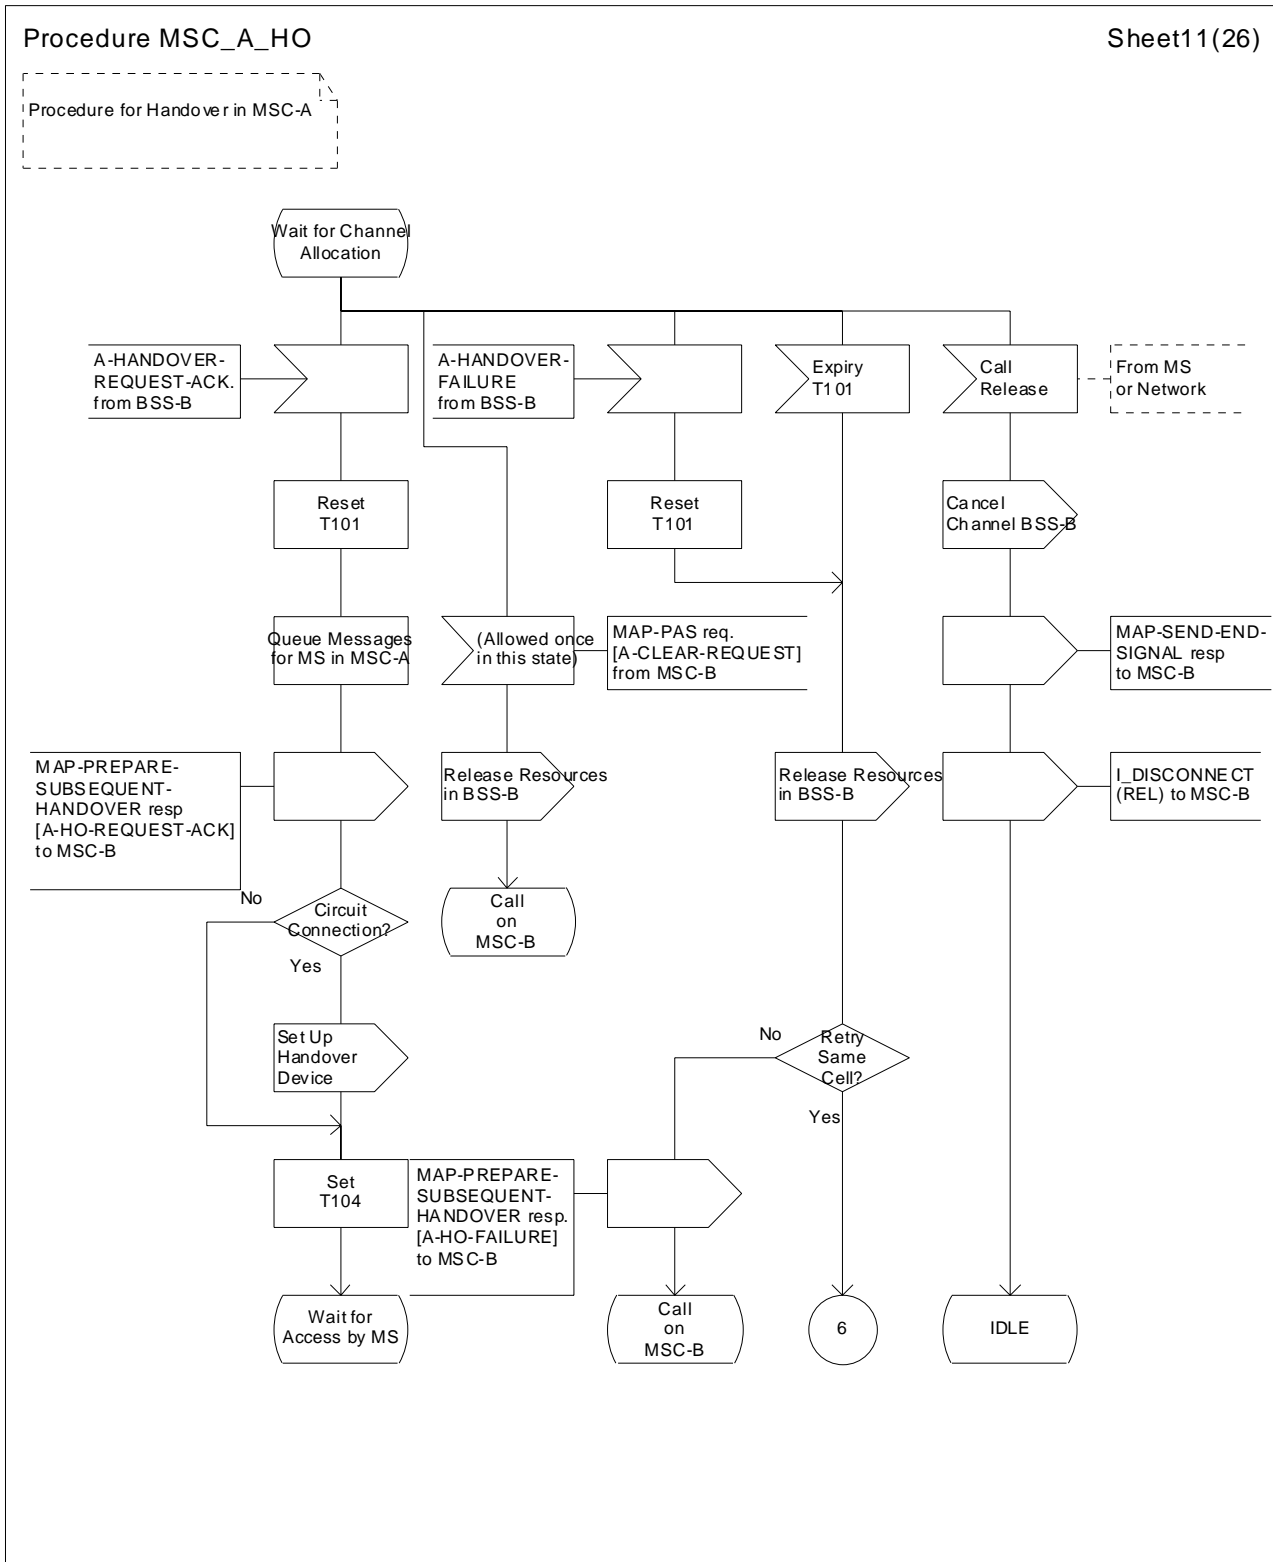 Procedure MSC_A_HO
Sheet11(26)
Procedure for Handover in MSC-A
Wait for Channel
Allocation
A-HANDOVER-
REQUEST-ACK.
from BSS-B
A-HANDOVER-
FAILURE
from BSS-B
Expiry
T101
Call
Release
From MS
or Network
Reset
T101
Reset
T101
Cancel
Channel BSS-B
Queue Messages
for MS in MSC-A
(Allowed once
in this state)
MAP-PAS req.
[A-CLEAR-REQUEST]
from MSC-B
MAP-SEND-END-
SIGNAL resp
to MSC-B
MAP-PREPARE-
SUBSEQUENT-
HANDOVER resp
[A-HO-REQUEST-ACK]
to MSC-B
Release Resources
in BSS-B
Release Resources
in BSS-B
I_DISCONNECT
(REL) to MSC-B
No
Circuit
Connection?
Yes
Call
on
MSC-B
Set Up
Handover
Device
No
Retry
Same
Cell?
Yes
Set
T104
MAP-PREPARE-
SUBSEQUENT-
HANDOVER resp.
[A-HO-FAILURE]
to MSC-B
Wait for
Access by MS
Call
on
MSC-B
6
IDLE